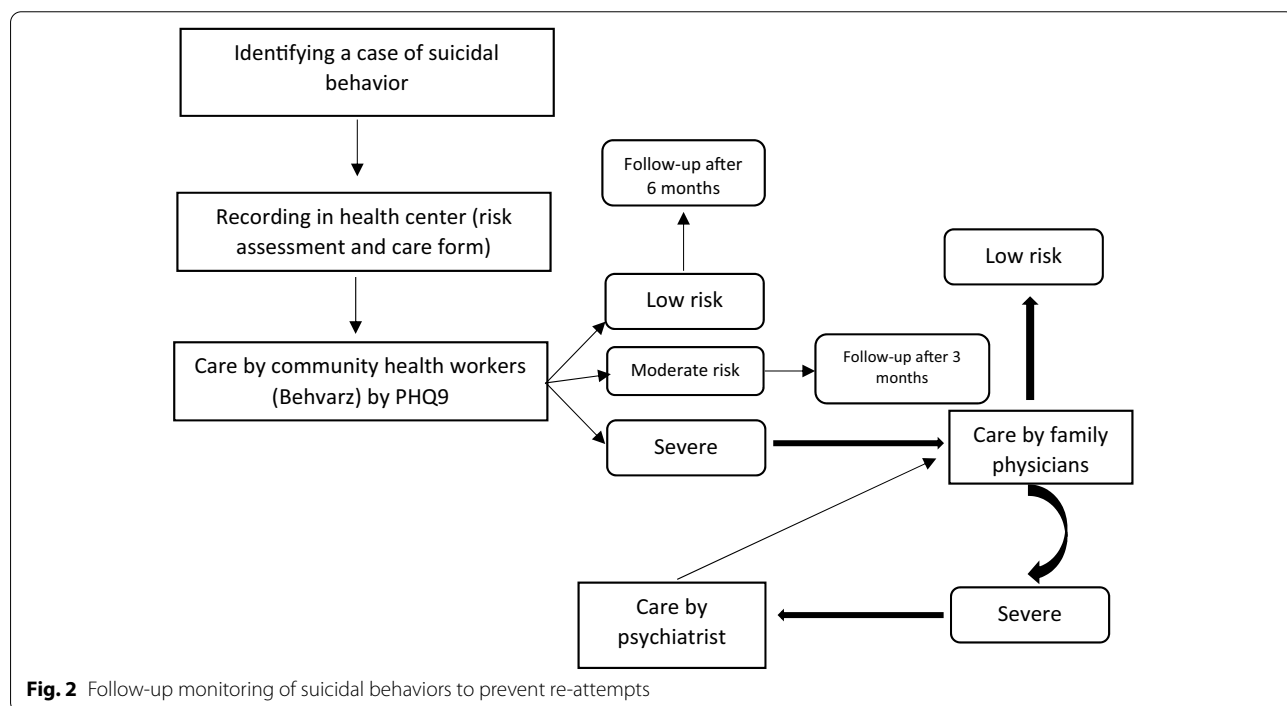 Identifying a case of suicidal
behavior
Recording in health center (risk
assessment and care form)
Care by community health workers
(Behvarz) by PHQ9
Follow-up after
6 months
Low risk
Moderate risk
Follow-up after 3
months
Severe
Low risk
Care by family
physicians
Severe
Care by
psychiatrist
Fig. 2 Follow-up monitoring of suicidal behaviors to prevent re-attempts